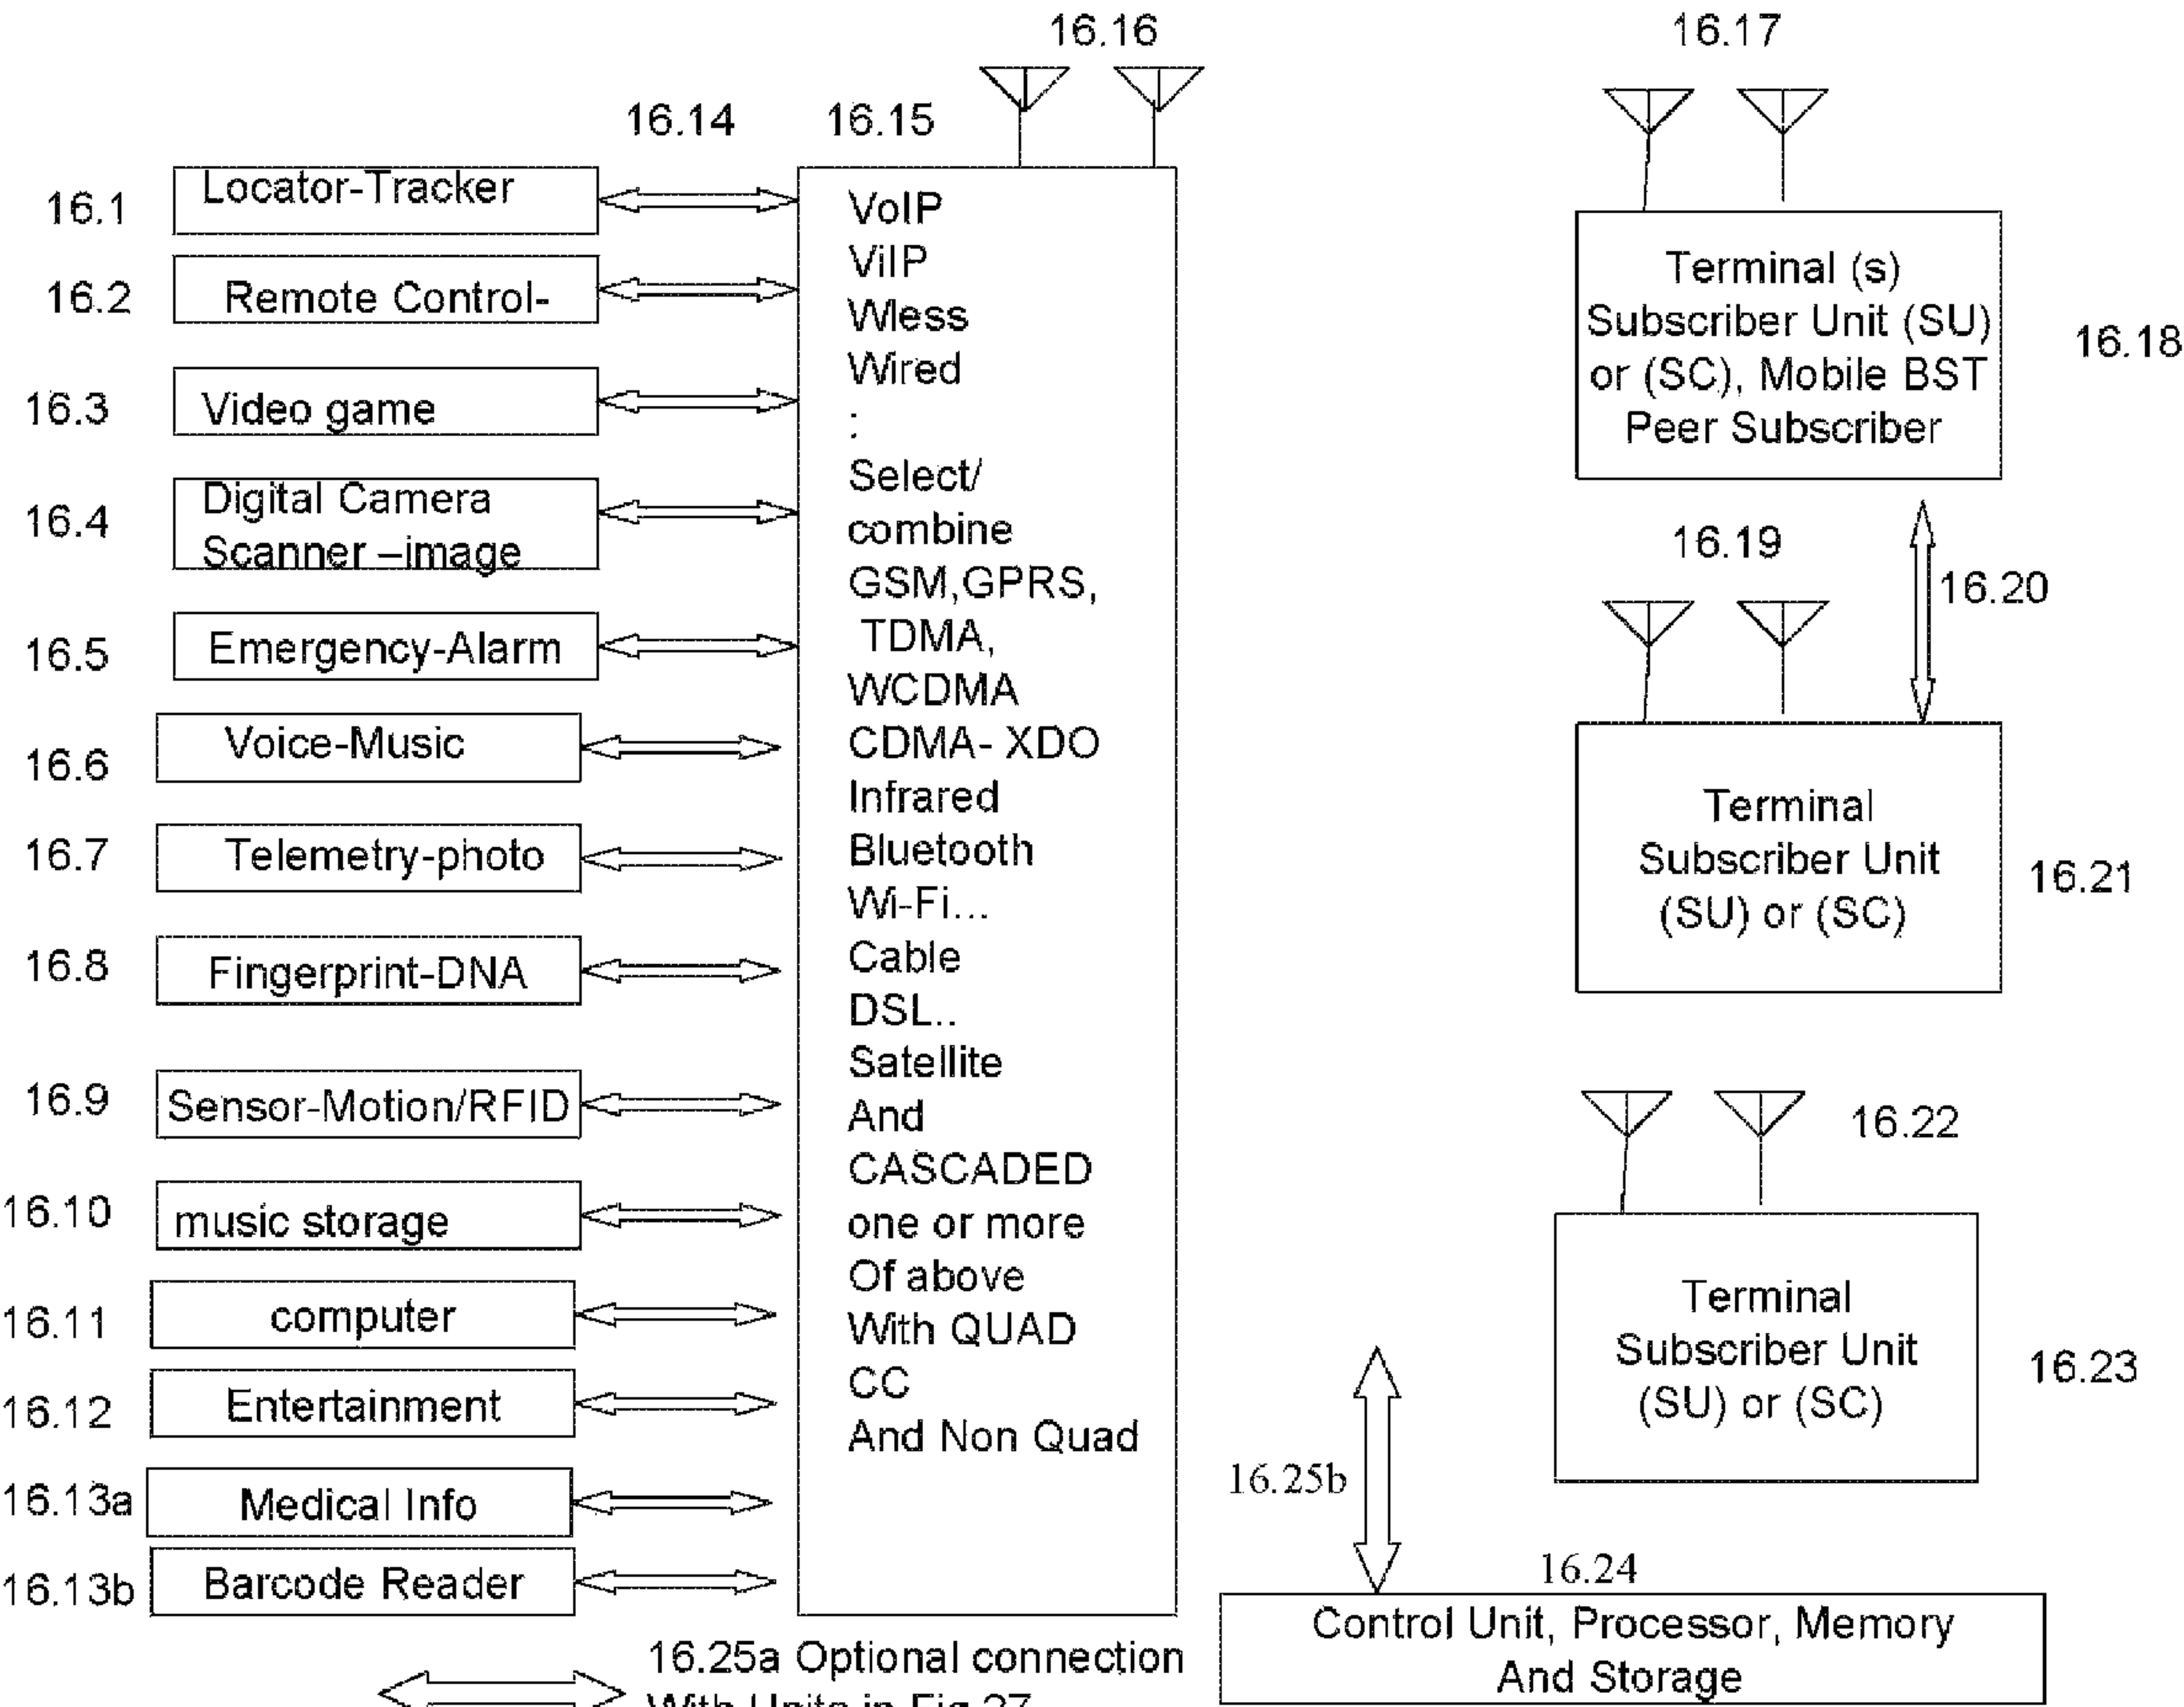 16.16
16.17
16.14
16.15
16.1
Locator-Tracker
16.2
Remote Control-
16.3
Video game
16.4
Digital Camera
Scanner –image
16.5
Emergency-Alarm
16.6
Voice-Music
16.7
Telemetry-photo
16.8
Fingerprint-DNA
16.9
Sensor-Motion/RFID
16.10
music storage
16.11
computer
16.12
Entertainment
16.13a
Medical Info
16.13b
Barcode Reader
VoIP
ViIP
Wless
Wired
:
Select/
combine
GSM,GPRS,
TDMA,
WCDMA
CDMA- XDO
Infrared
Bluetooth
Wi-Fi...
Cable
DSL..
Satellite
And
CASCADED
one or more
Of above
With QUAD
CC
And Non Quad
Terminal (s)
Subscriber Unit (SU)
or (SC), Mobile BST
Peer Subscriber
16.18
16.19
16.20
Terminal
Subscriber Unit
(SU) or (SC)
16.21
16.22
Terminal
Subscriber Unit
(SU) or (SC)
16.23
16.25b
16.24
Control Unit, Processor, Memory
And Storage
16.25a Optional connection
With Units in Fig 27